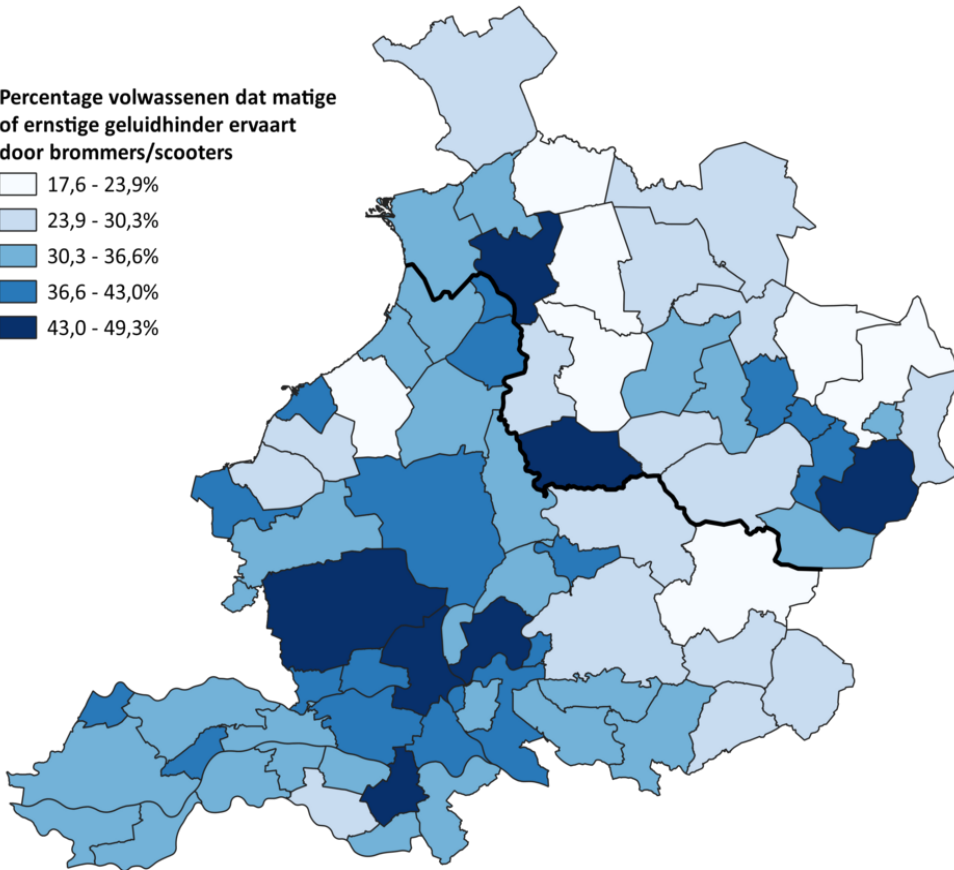 Percentage volwassenen dat matige
of ernstige geluidhinder ervaart
door brommers/scooters
17,6 - 23,9%
23,9 - 30,3%
30,3 - 36,6%
36,6 - 43,0%
43,0 - 49,3%